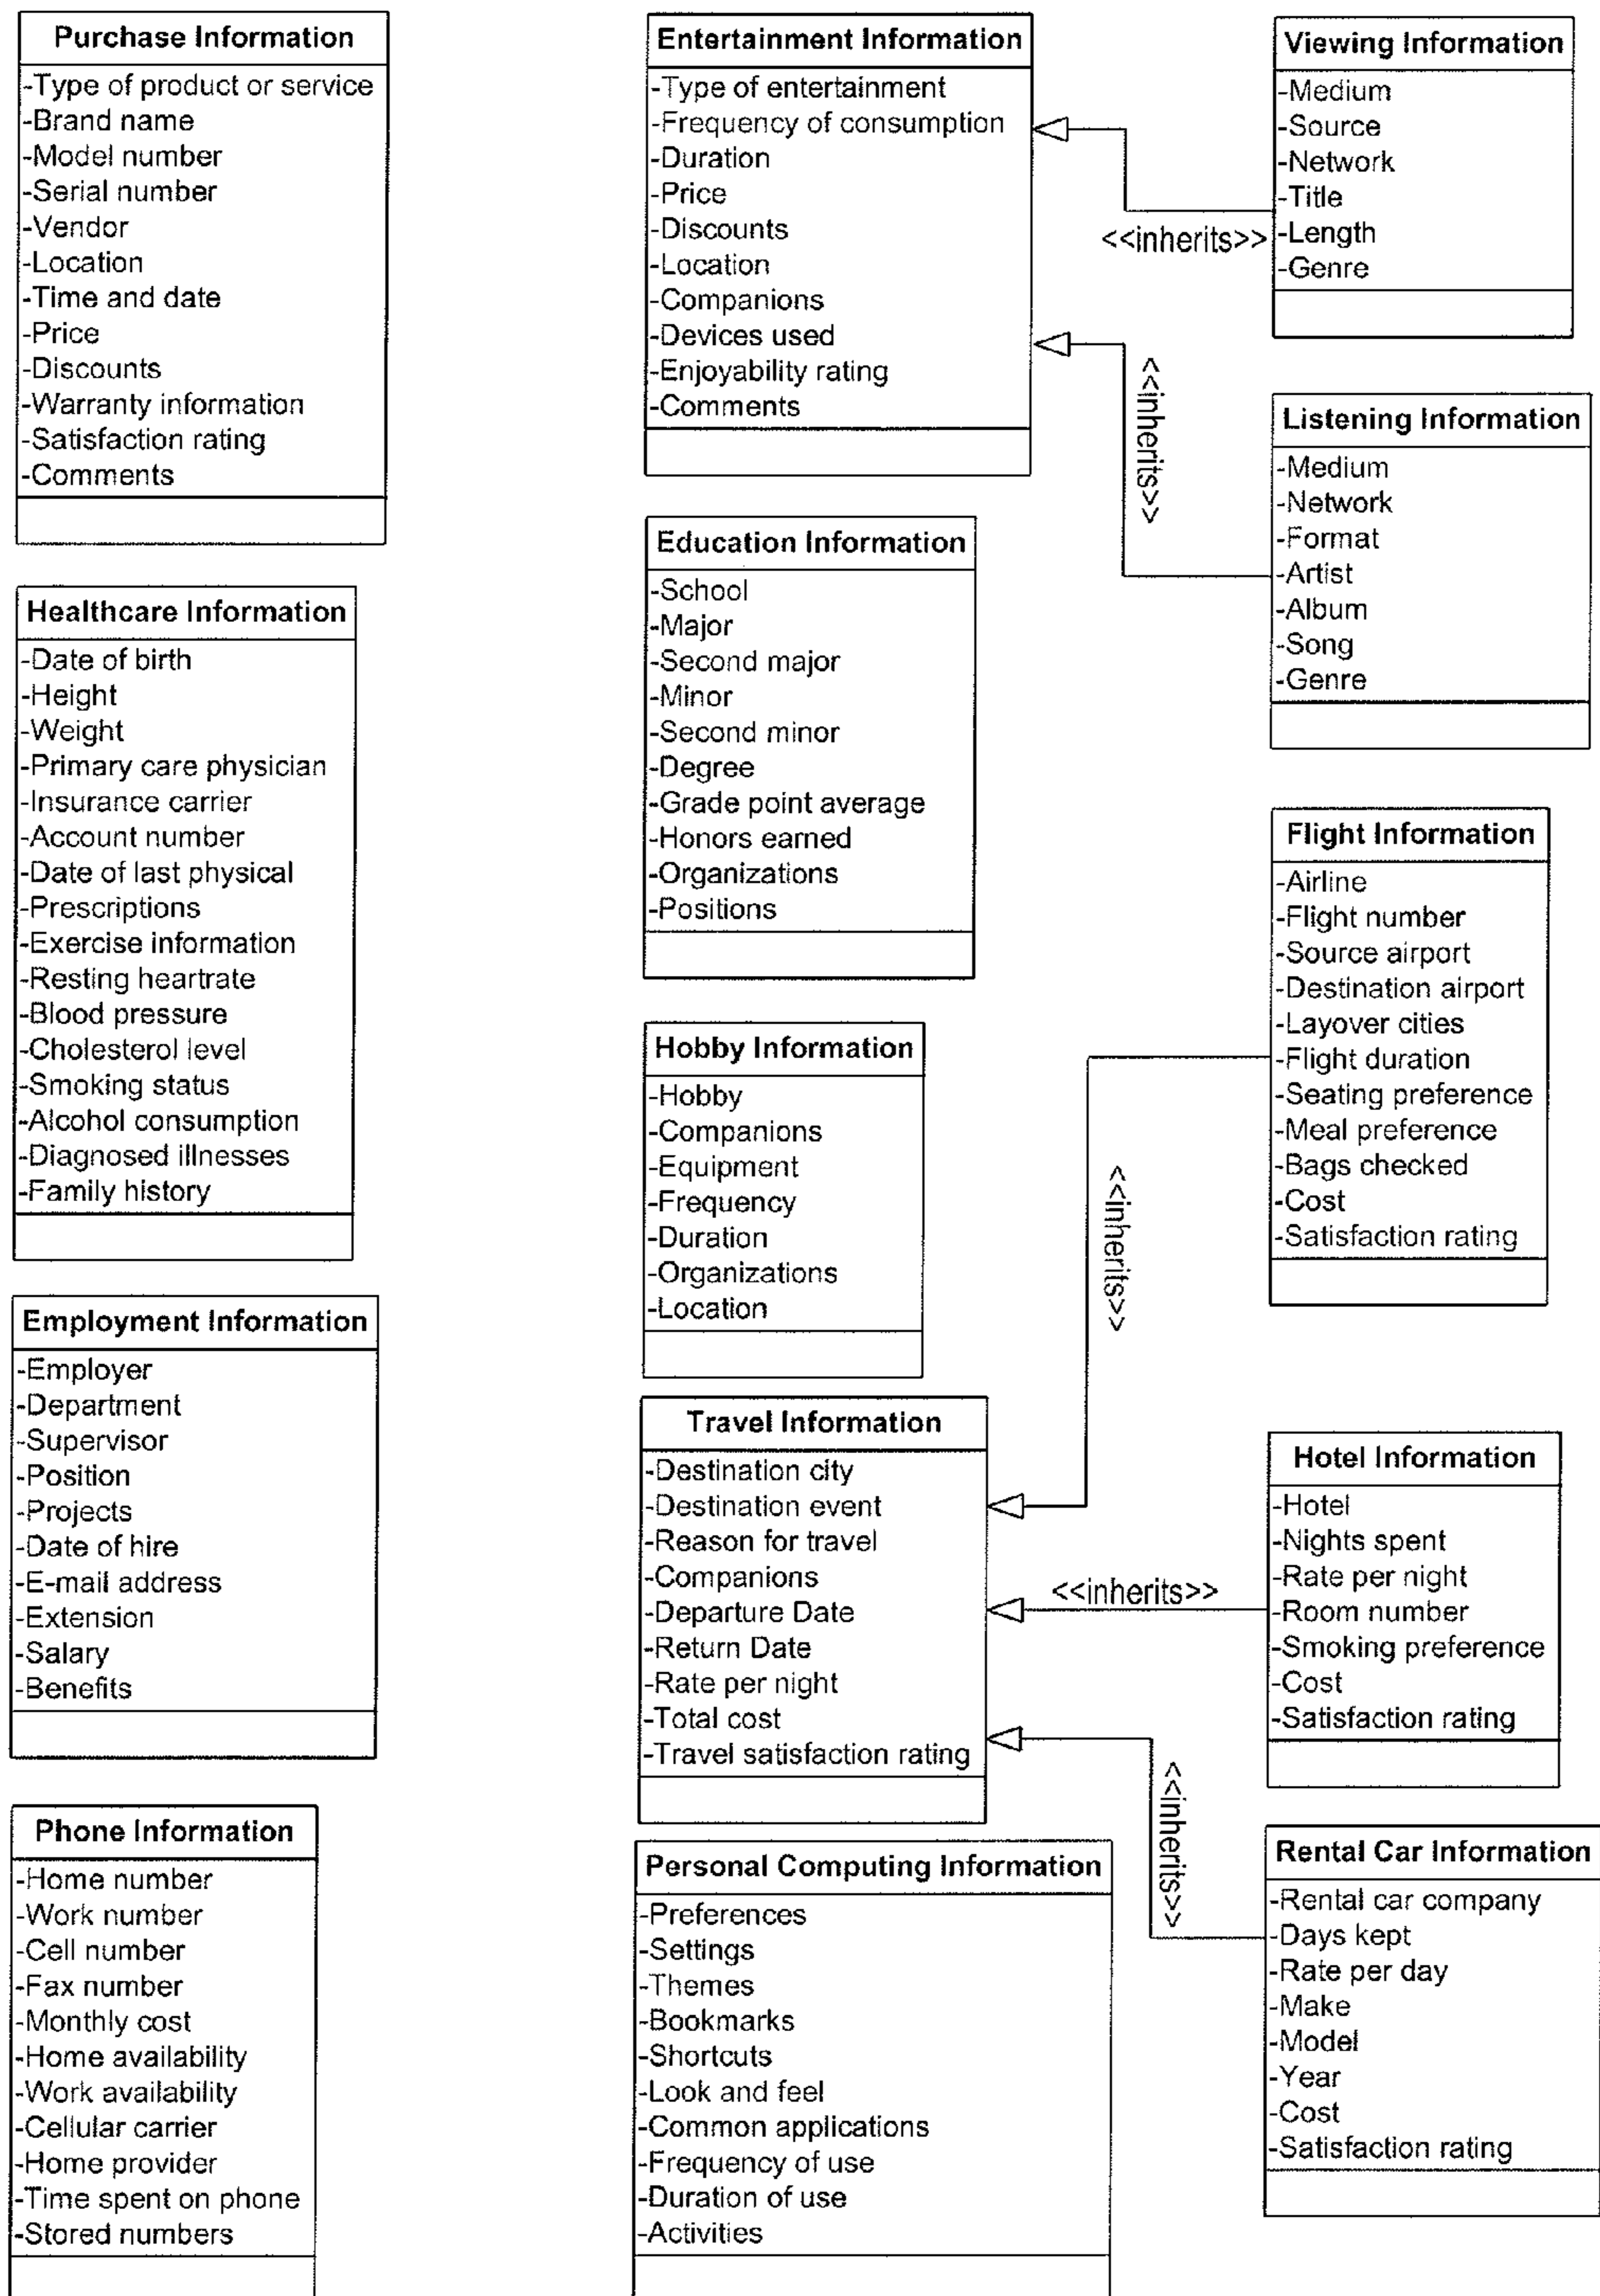 Purchase Information
-Type of product or service
-Brand name
-Model number
-Serial number
-Vendor
-Location
-Time and date
-Price
-Discounts
-Warranty information
-Satisfaction rating
-Comments
Healthcare Information
-Date of birth
-Height
-Weight
-Primary care physician
-Insurance carrier
-Account number
-Date of last physical
-Prescriptions
-Exercise information
-Resting heartrate
-Blood pressure
-Cholesterol level
-Smoking status
-Alcohol consumption
-Diagnosed illnesses
-Family history
Employment Information
-Employer
-Department
-Supervisor
-Position
-Projects
-Date of hire
-E-mail address
-Extension
-Salary
-Benefits
Phone Information
-Home number
-Work number
-Cell number
-Fax number
-Monthly cost
-Home availability
-Work availability
-Cellular carrier
-Home provider
-Time spent on phone
-Stored numbers
Entertainment Information
-Type of entertainment
-Frequency of consumption
-Duration
-Price
-Discounts
-Location
-Companions
-Devices used
-Enjoyability rating
-Comments
Education Information
-School
-Major
-Second major
-Minor
-Second minor
-Degree
-Grade point average
-Honors earned
-Organizations
-Positions
Hobby Information
-Hobby
-Companions
-Equipment
-Frequency
-Duration
-Organizations
-Location
Travel Information
-Destination city
-Destination event
-Reason for travel
-Companions
-Departure Date
-Return Date
-Rate per night
-Total cost
-Travel satisfaction rating
Personal Computing Information
-Preferences
-Settings
-Themes
-Bookmarks
-Shortcuts
-Look and feel
-Common applications
-Frequency of use
-Duration of use
-Activities
<<inherits>>
<<inherits>>
<<inherits>>
<<inherits>>
<<inherits>>
Viewing Information
-Medium
-Source
-Network
-Title
-Length
-Genre
Listening Information
-Medium
-Network
-Format
-Artist
-Album
-Song
-Genre
Flight Information
-Airline
-Flight number
-Source airport
-Destination airport
-Layover cities
-Flight duration
-Seating preference
-Meal preference
-Bags checked
-Cost
-Satisfaction rating
Hotel Information
-Hotel
-Nights spent
-Rate per night
-Room number
-Smoking preference
-Cost
-Satisfaction rating
Rental Car Information
-Rental car company
-Days kept
-Rate per day
-Make
-Model
-Year
-Cost
-Satisfaction rating